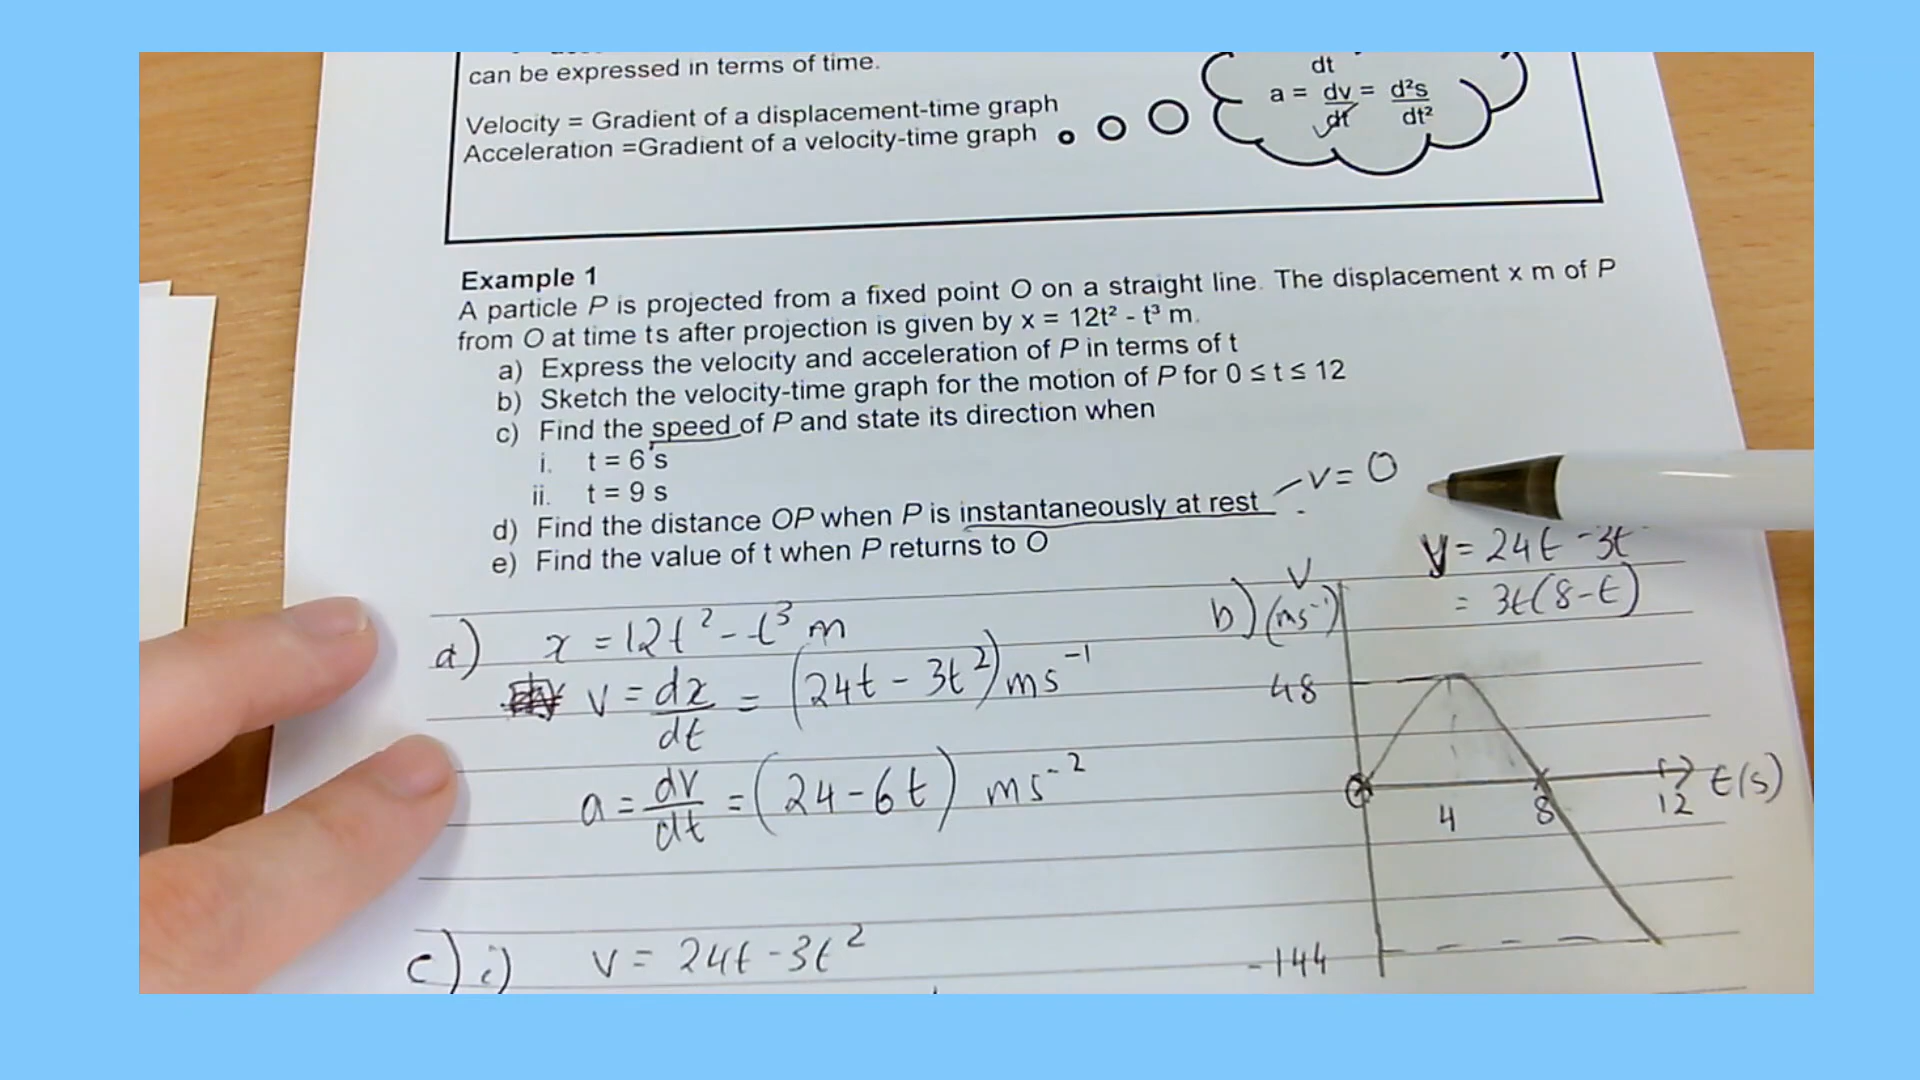 can be expressed in terms of time.
dt
a = dv = d²s
dt dt²
Velocity = Gradient of a displacement-time graph
Acceleration =Gradient of a velocity-time graph
Example 1
A particle P is projected from a fixed point O on a straight line. The displacement x m of P
from O at time ts after projection is given by x = 12t² - t³ m.
a) Express the velocity and acceleration of P in terms of t
b) Sketch the velocity-time graph for the motion of P for 0 ≤ t ≤ 12
c) Find the speed of P and state its direction when
i. t = 6 s
ii. t = 9 s
d) Find the distance OP when P is instantaneously at rest
v = 0
e) Find the value of t when P returns to O
a) x = 12t² - t³ m
v = dx = (24t - 3t²) ms⁻¹
dt
a = dv = (24 - 6t) ms⁻²
dt
b) v
(ms⁻¹)
v = 24t - 3t
= 3t(8-t)
48
4 8 12 t(s)
-144
c) i) v = 24t - 3t²